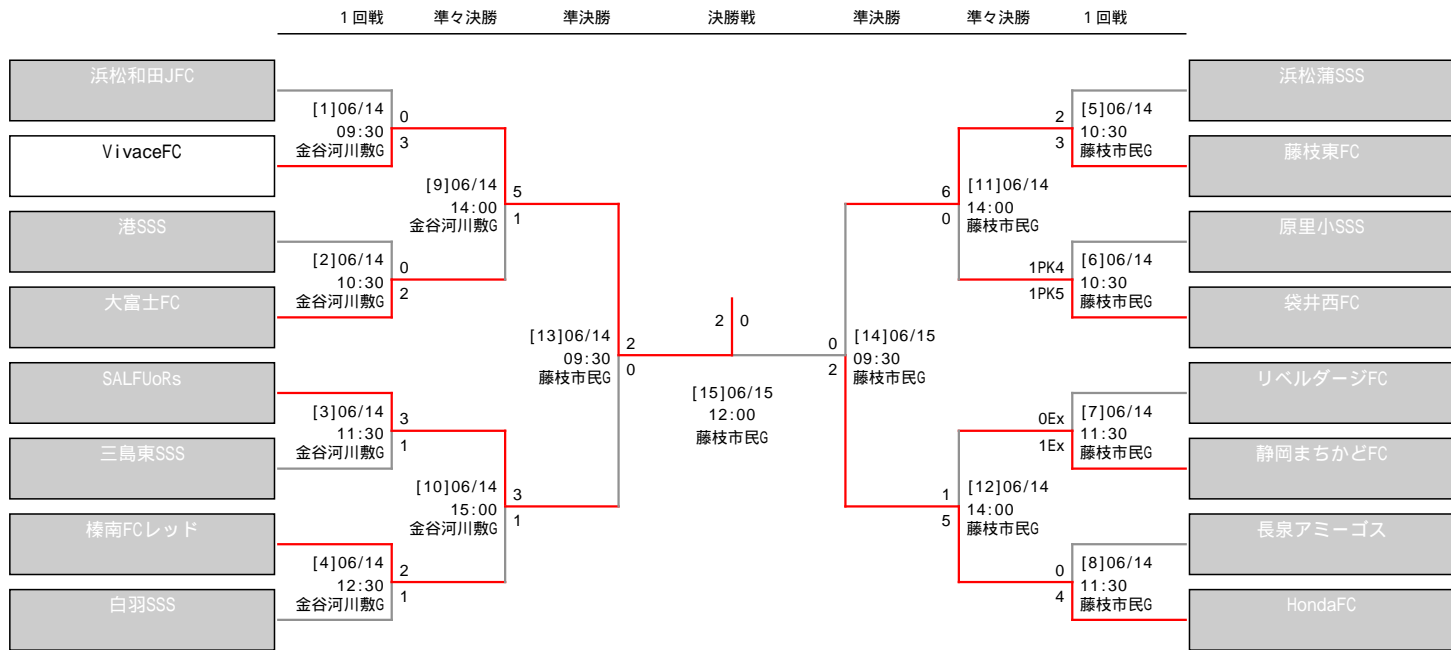 1回戦 準々決勝 準決勝 決勝戦 準決勝 準々決勝 1回戦
浜松和田JFC
[1]06/14
09:30
金谷河川敷G
0
3
VivaceFC
[9]06/14
14:00
金谷河川敷G
5
1
港SSS
[2]06/14
10:30
金谷河川敷G
0
2
大富士FC
[13]06/14
09:30
藤枝市民G
2
0
SALFUoRs
[3]06/14
11:30
金谷河川敷G
3
1
三島東SSS
[10]06/14
15:00
金谷河川敷G
3
1
榛南FCレッド
[4]06/14
12:30
金谷河川敷G
2
1
白羽SSS
2 0
[15]06/15
12:00
藤枝市民G
浜松蒲SSS
2
3
[5]06/14
10:30
藤枝市民G
藤枝東FC
6
0
[11]06/14
14:00
藤枝市民G
原里小SSS
1PK4
1PK5
[6]06/14
10:30
藤枝市民G
袋井西FC
0
2
[14]06/15
09:30
藤枝市民G
リベルダージFC
0Ex
1Ex
[7]06/14
11:30
藤枝市民G
静岡まちかどFC
1
5
[12]06/14
14:00
藤枝市民G
長泉アミーゴス
0
4
[8]06/14
11:30
藤枝市民G
HondaFC